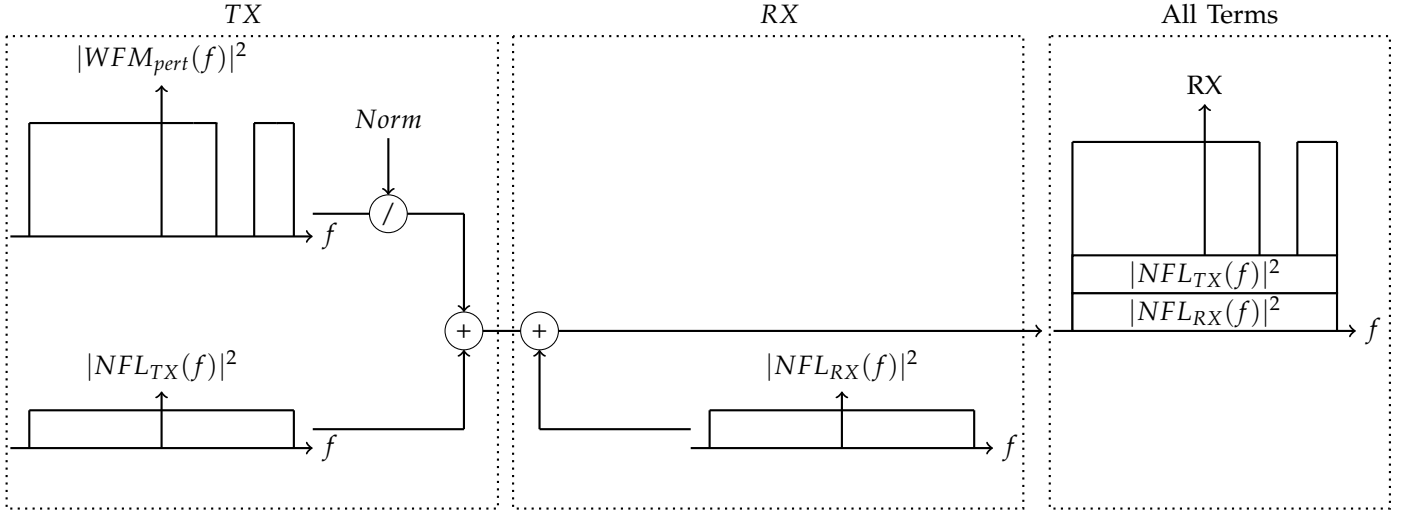 TX
RX
All Terms
|WFM_pert(f)|²
RX
Norm
/
f
|NFL_TX(f)|²
|NFL_RX(f)|²
+
+
f
|NFL_TX(f)|²
|NFL_RX(f)|²
f
f